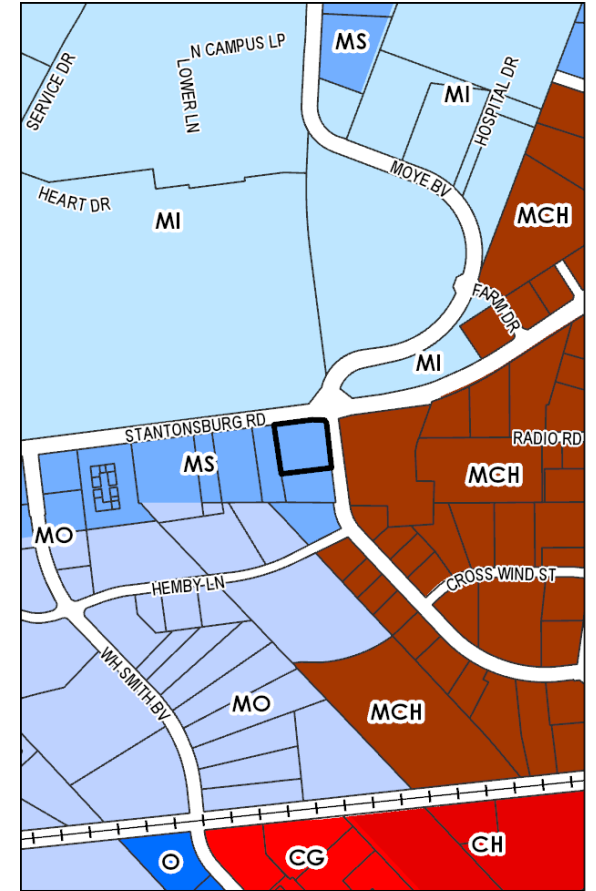 MS
N CAMPUS LP
SERVICE DR
LOWER LN
MI
HOSPITAL DR
MOYE BV
HEART DR
MI
MCH
FARM DR
MI
STANTONSBURG RD
RADIO RD
MS
MCH
MO
HEMBY LN
CROSS WIND ST
WH SMITH BV
MO
MCH
O
CG
CH